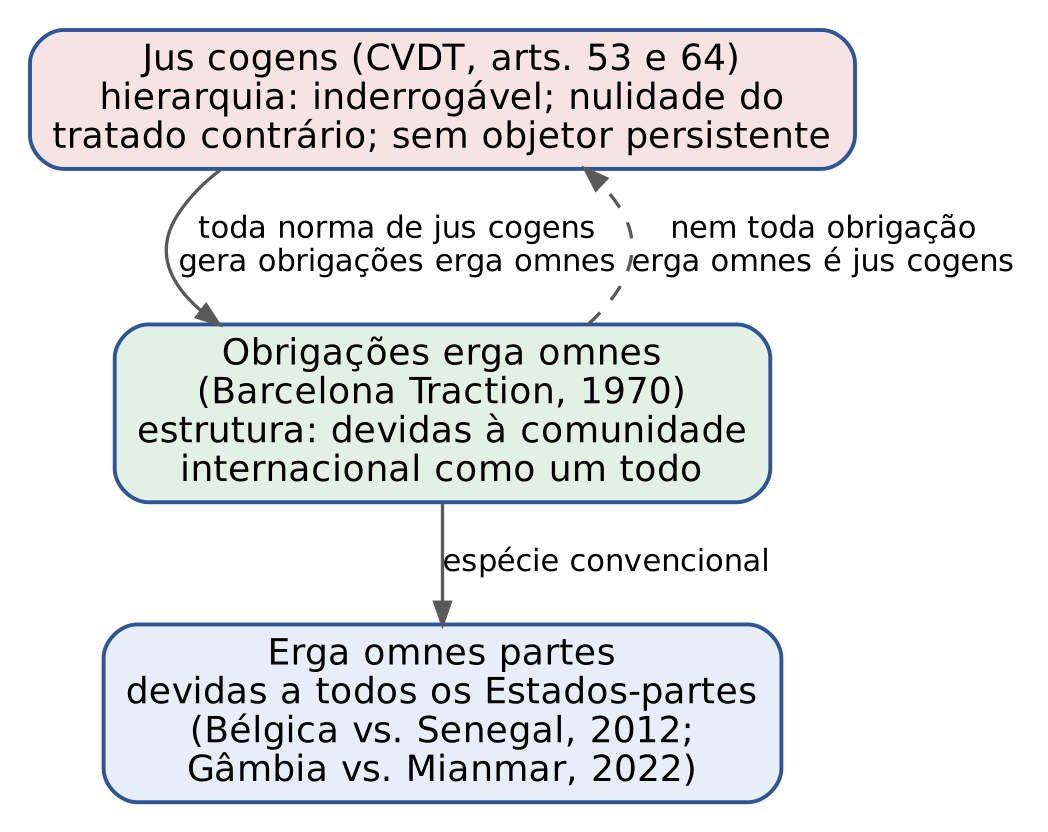 Jus cogens (CVDT, arts. 53 e 64)
hierarquia: inderrogável; nulidade do
tratado contrário; sem objetor persistente
toda norma de jus cogens
gera obrigações erga omnes
nem toda obrigação
erga omnes é jus cogens
Obrigações erga omnes
(Barcelona Traction, 1970)
estrutura: devidas à comunidade
internacional como um todo
espécie convencional
Erga omnes partes
devidas a todos os Estados-partes
(Bélgica vs. Senegal, 2012;
Gâmbia vs. Mianmar, 2022)